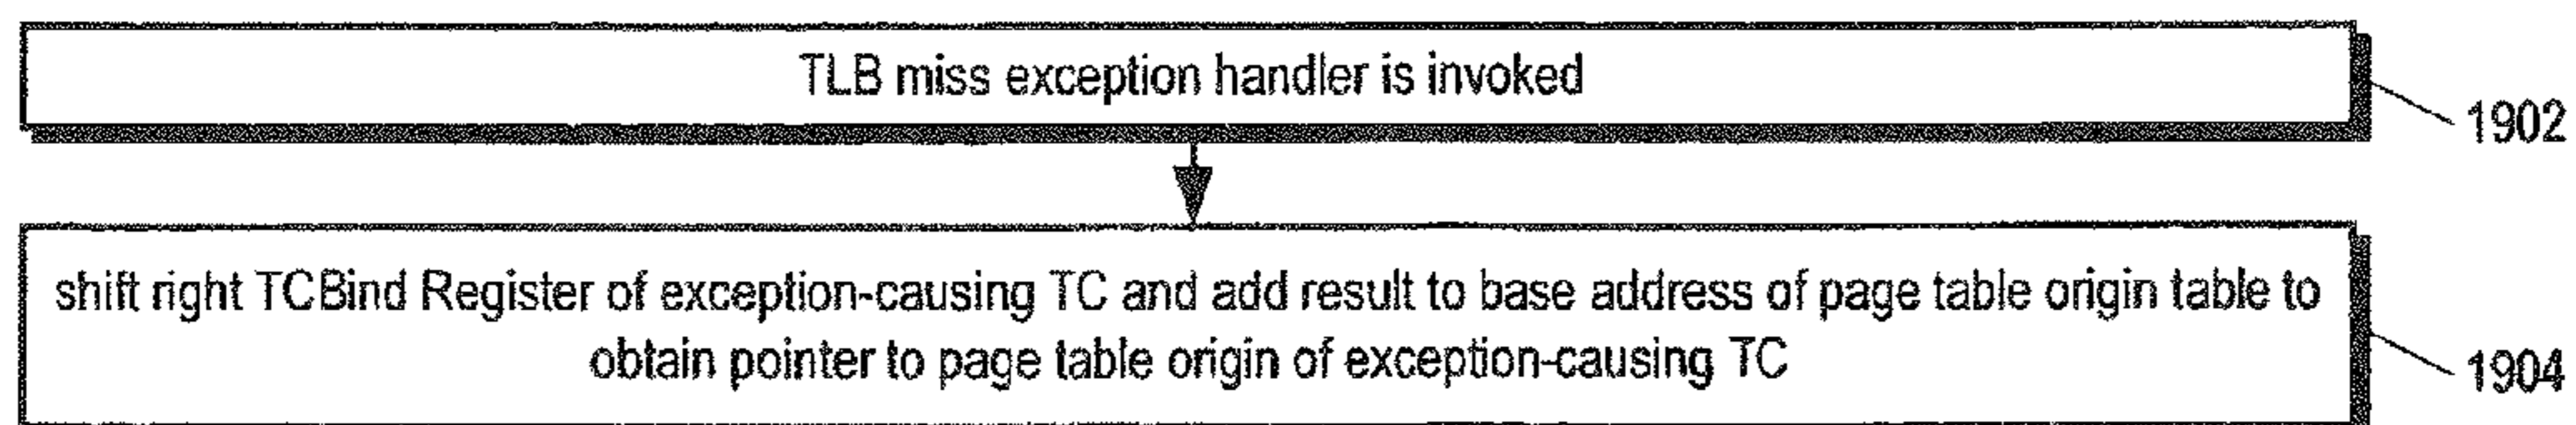 TLB miss exception handler is invoked
1902
shift right TCBind Register of exception-causing TC and add result to base address of page table origin table to
obtain pointer to page table origin of exception-causing TC
1904